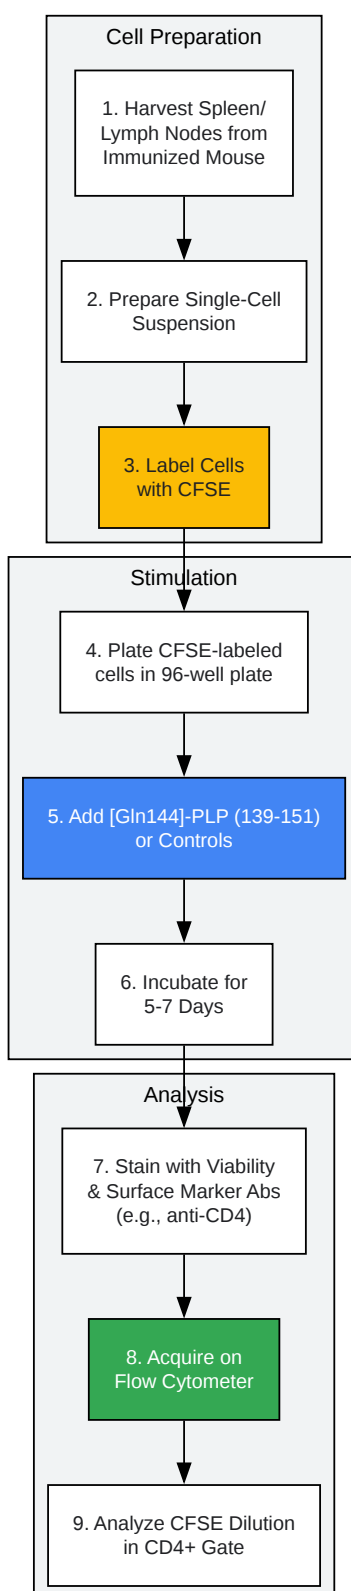 Cell Preparation
1. Harvest Spleen/
Lymph Nodes from
Immunized Mouse
2. Prepare Single-Cell
Suspension
3. Label Cells
with CFSE
Stimulation
4. Plate CFSE-labeled
cells in 96-well plate
5. Add [Gln144]-PLP (139-151)
or Controls
6. Incubate for
5-7 Days
Analysis
7. Stain with Viability
& Surface Marker Abs
(e.g., anti-CD4)
8. Acquire on
Flow Cytometer
9. Analyze CFSE Dilution
in CD4+ Gate